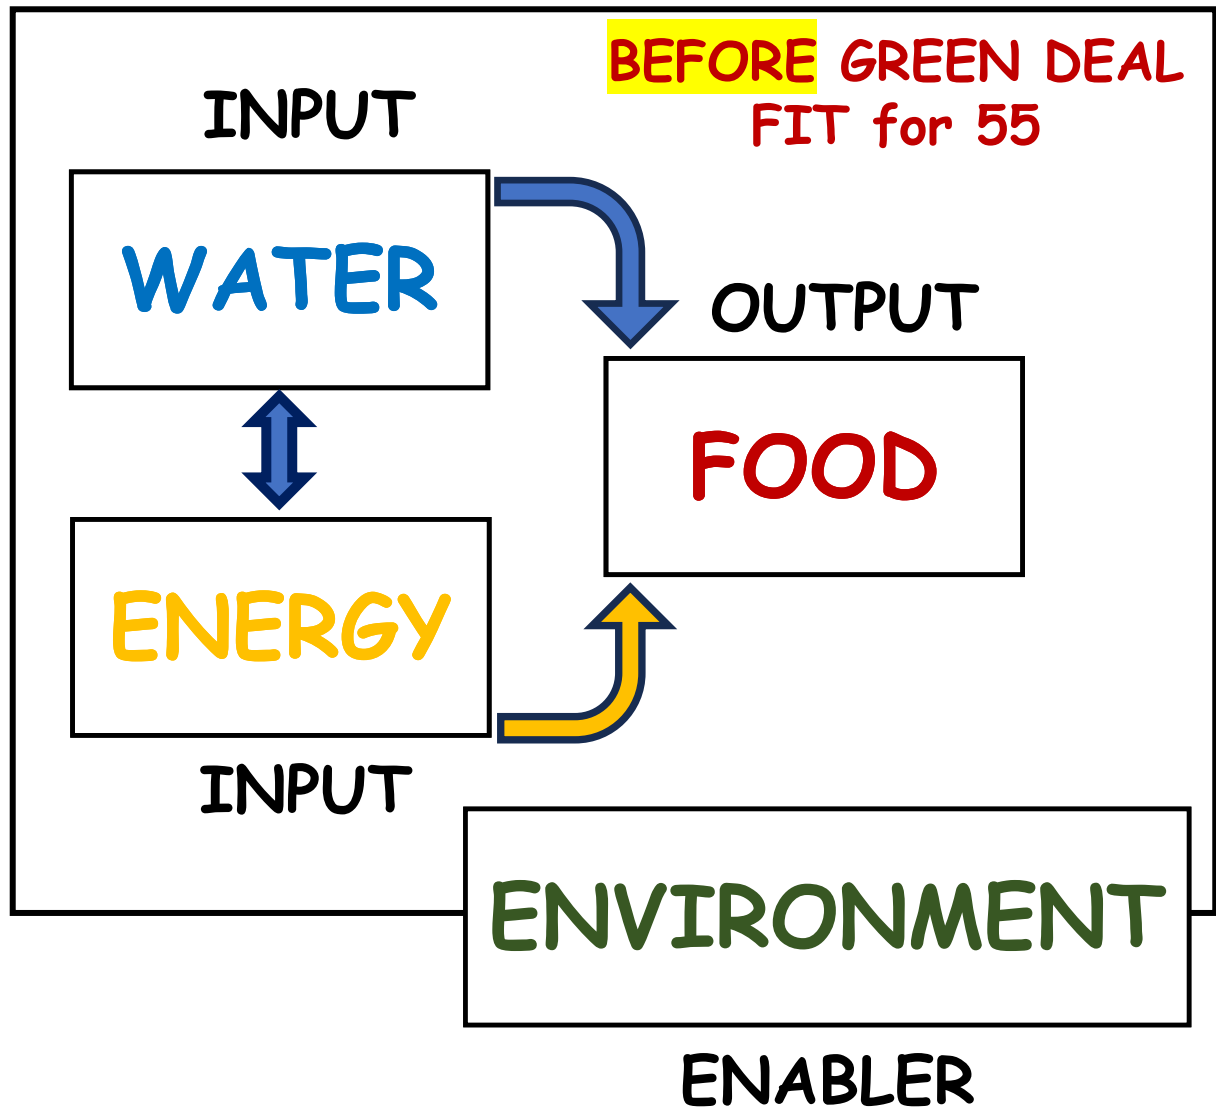 BEFORE GREEN DEAL
FIT for 55
INPUT
WATER
OUTPUT
FOOD
ENERGY
INPUT
ENVIRONMENT
ENABLER